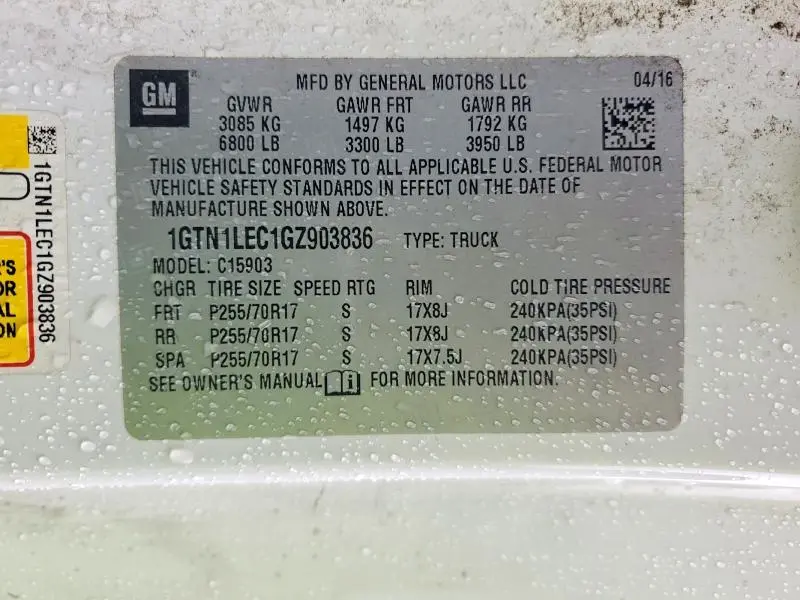 GM
MFD BY GENERAL MOTORS LLC 04/16
GVWR GAWR FRT GAWR RR
3085 KG 1497 KG 1792 KG
6800 LB 3300 LB 3950 LB
THIS VEHICLE CONFORMS TO ALL APPLICABLE U.S. FEDERAL MOTOR
VEHICLE SAFETY STANDARDS IN EFFECT ON THE DATE OF
MANUFACTURE SHOWN ABOVE.
1GTN1LEC1GZ903836 TYPE: TRUCK
MODEL: C15903
CHGR TIRE SIZE SPEED RTG RIM COLD TIRE PRESSURE
FRT P255/70R17 S 17X8J 240KPA(35PSI)
RR P255/70R17 S 17X8J 240KPA(35PSI)
SPA P255/70R17 S 17X7.5J 240KPA(35PSI)
SEE OWNER'S MANUAL FOR MORE INFORMATION.
1GTN1LEC1GZ903836
R'S
OR
AL
ON